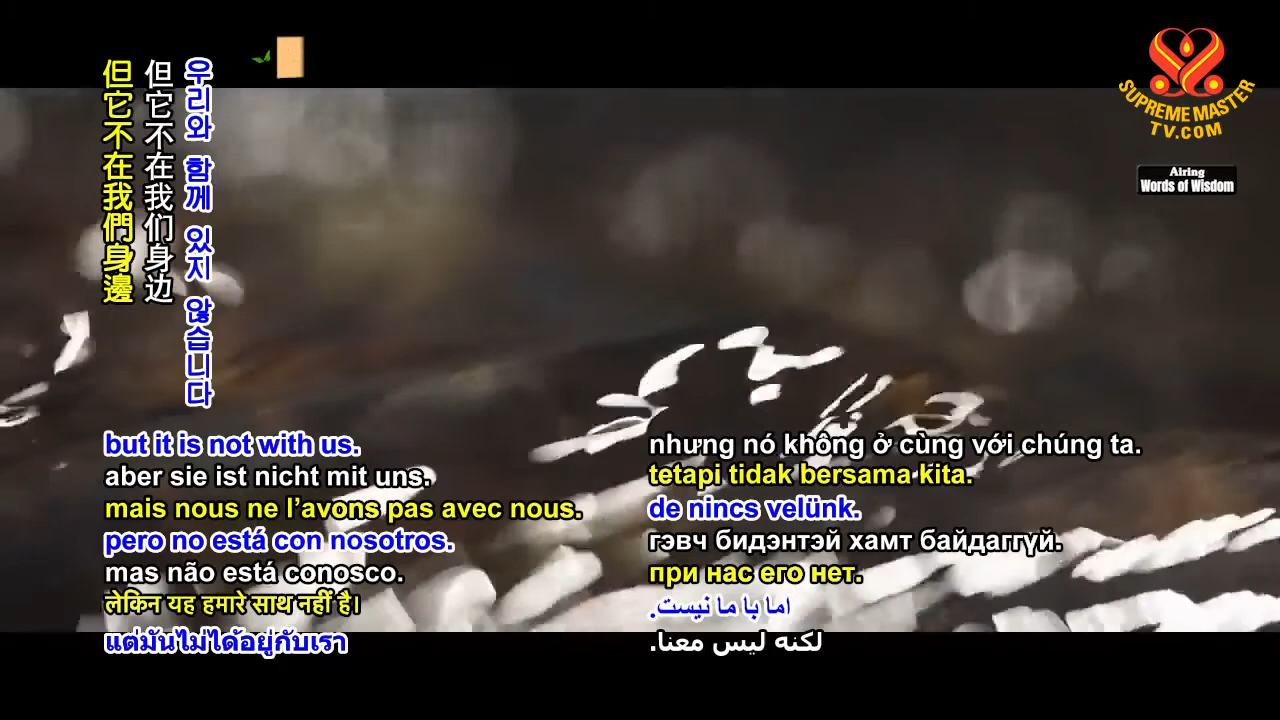 但它不在我們身邊
但它不在我们身边
우리와 함께 있지 않습니다
SUPREME MASTER
TV.COM
Airing
Words of Wisdom
but it is not with us.
aber sie ist nicht mit uns.
mais nous ne l’avons pas avec nous.
pero no está con nosotros.
mas não está conosco.
लेकिन यह हमारे साथ नहीं है।
แต่มันไม่ได้อยู่กับเรา
nhưng nó không ở cùng với chúng ta.
tetapi tidak bersama kita.
de nincs velünk.
гэвч бидэнтэй хамт байдаггүй.
при нас его нет.
اما با ما نیست.
لكنه ليس معنا.